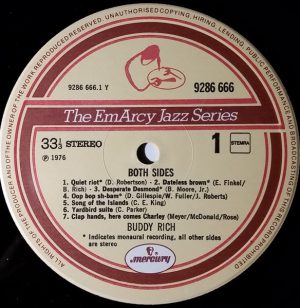 UNAUTHORISED COPYING, HIRING, LENDING, PUBLIC PERFORMANCE AND BROADCASTING OF THIS RECORD PROHIBITED
ALL RIGHTS OF THE PRODUCER AND OF THE OWNER OF THE WORK REPRODUCED RESERVED.
9286 666.1 Y
9286 666
The EmArcy Jazz Series
33⅓ STEREO
1
STEMRA
℗ 1976
BOTH SIDES
1. Quiet riot* (D. Robertson) · 2. Dateless brown* (E. Finkel/
B. Rich) · 3. Desperate Desmond* (B. Moore, Jr.)
4. Oop bop sh-bam* (D. Gillespie/W. Fuller/J. Roberts)
5. Song of the Islands (C. E. King)
6. Yardbird suite (C. Parker)
7. Clap hands, here comes Charley (Meyer/McDonald/Rose)
BUDDY RICH
* Indicates monaural recording, all other sides
are stereo
mercury